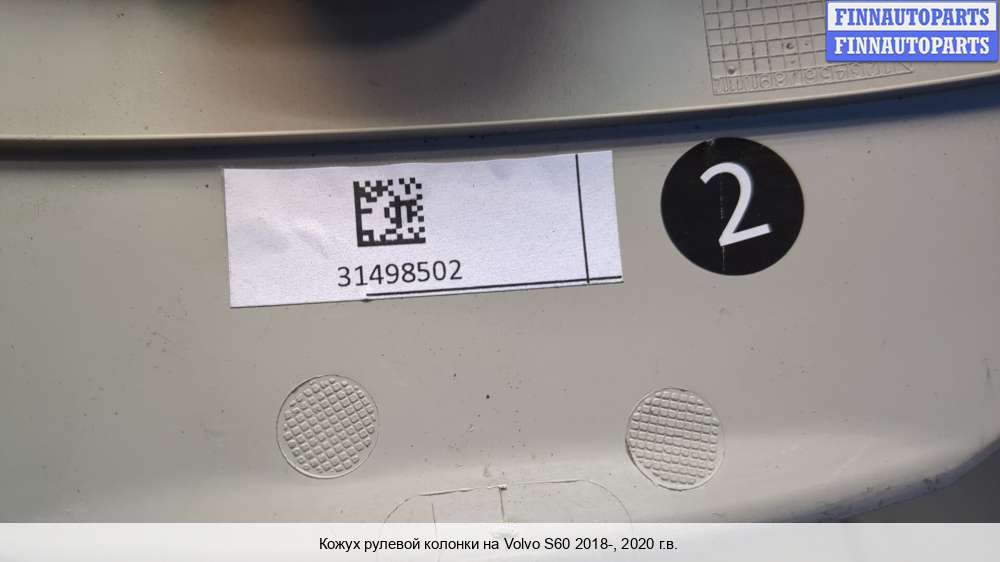 FINNAUTOPARTS
FINNAUTOPARTS
2
31498502
Кожух рулевой колонки на Volvo S60 2018-, 2020 г.в.